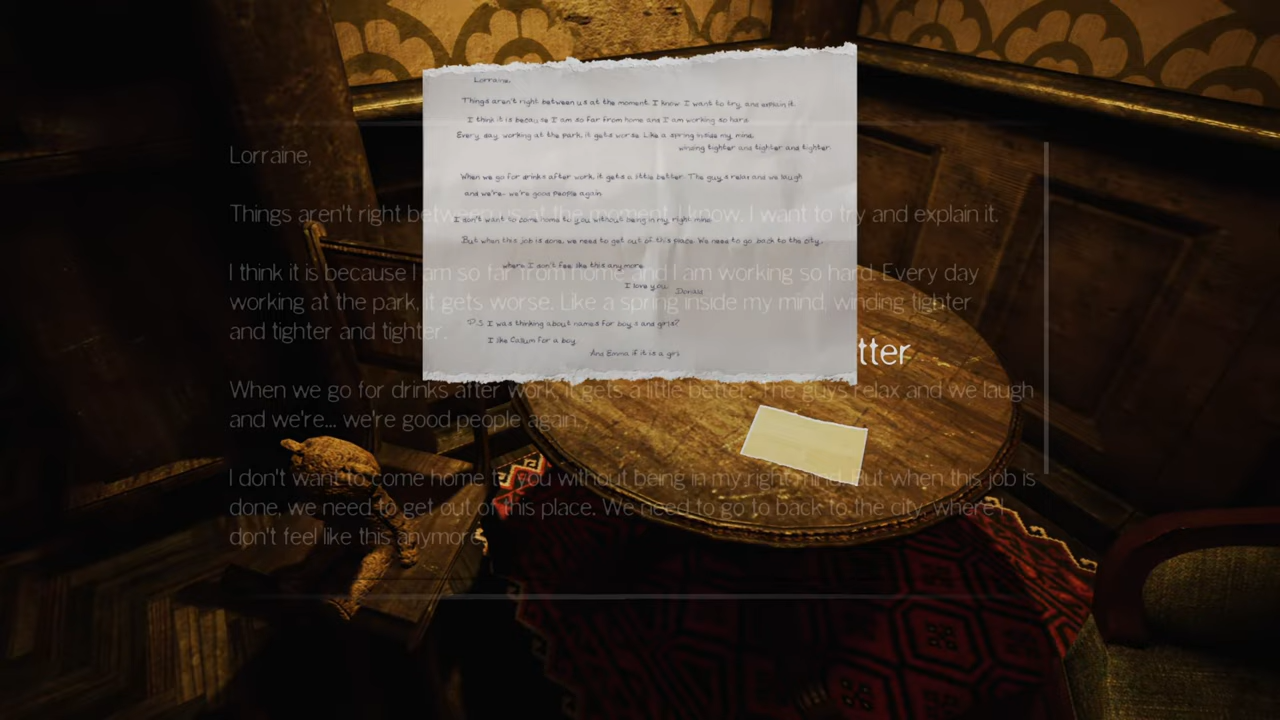 Lorraine,
Things aren't right between us at the moment I know. I want to try, and explain it.
I think it is because I am so far from home and I am working so hard.
Every day working at the park, it gets worse. Like a spring inside my mind,
winding tighter and tighter and tighter.
When we go for drinks after work, it gets a little better. The guys relax and we laugh
and we're- we're good people again.
I don't want to come home to you without being in my right mind.
But when this job is done, we need to get out of this place. We need to go back to the city,
where I don't feel like this anymore.
I love you. Donald
P.S I was thinking about names for boy's and girls?
I like Callum for a boy.
And Emma if it is a girl
Lorraine,
Things aren't right between us at the moment I know. I want to try and explain it.
I think it is because I am so far from home and I am working so hard. Every day
working at the park, it gets worse. Like a spring inside my mind, winding tighter
and tighter and tighter.
tter
When we go for drinks after work, it gets a little better. The guys relax and we laugh
and we're... we're good people again.
I don't want to come home to you without being in my right mind. But when this job is
done, we need to get out of this place. We need to go back to the city, where I
don't feel like this anymore.